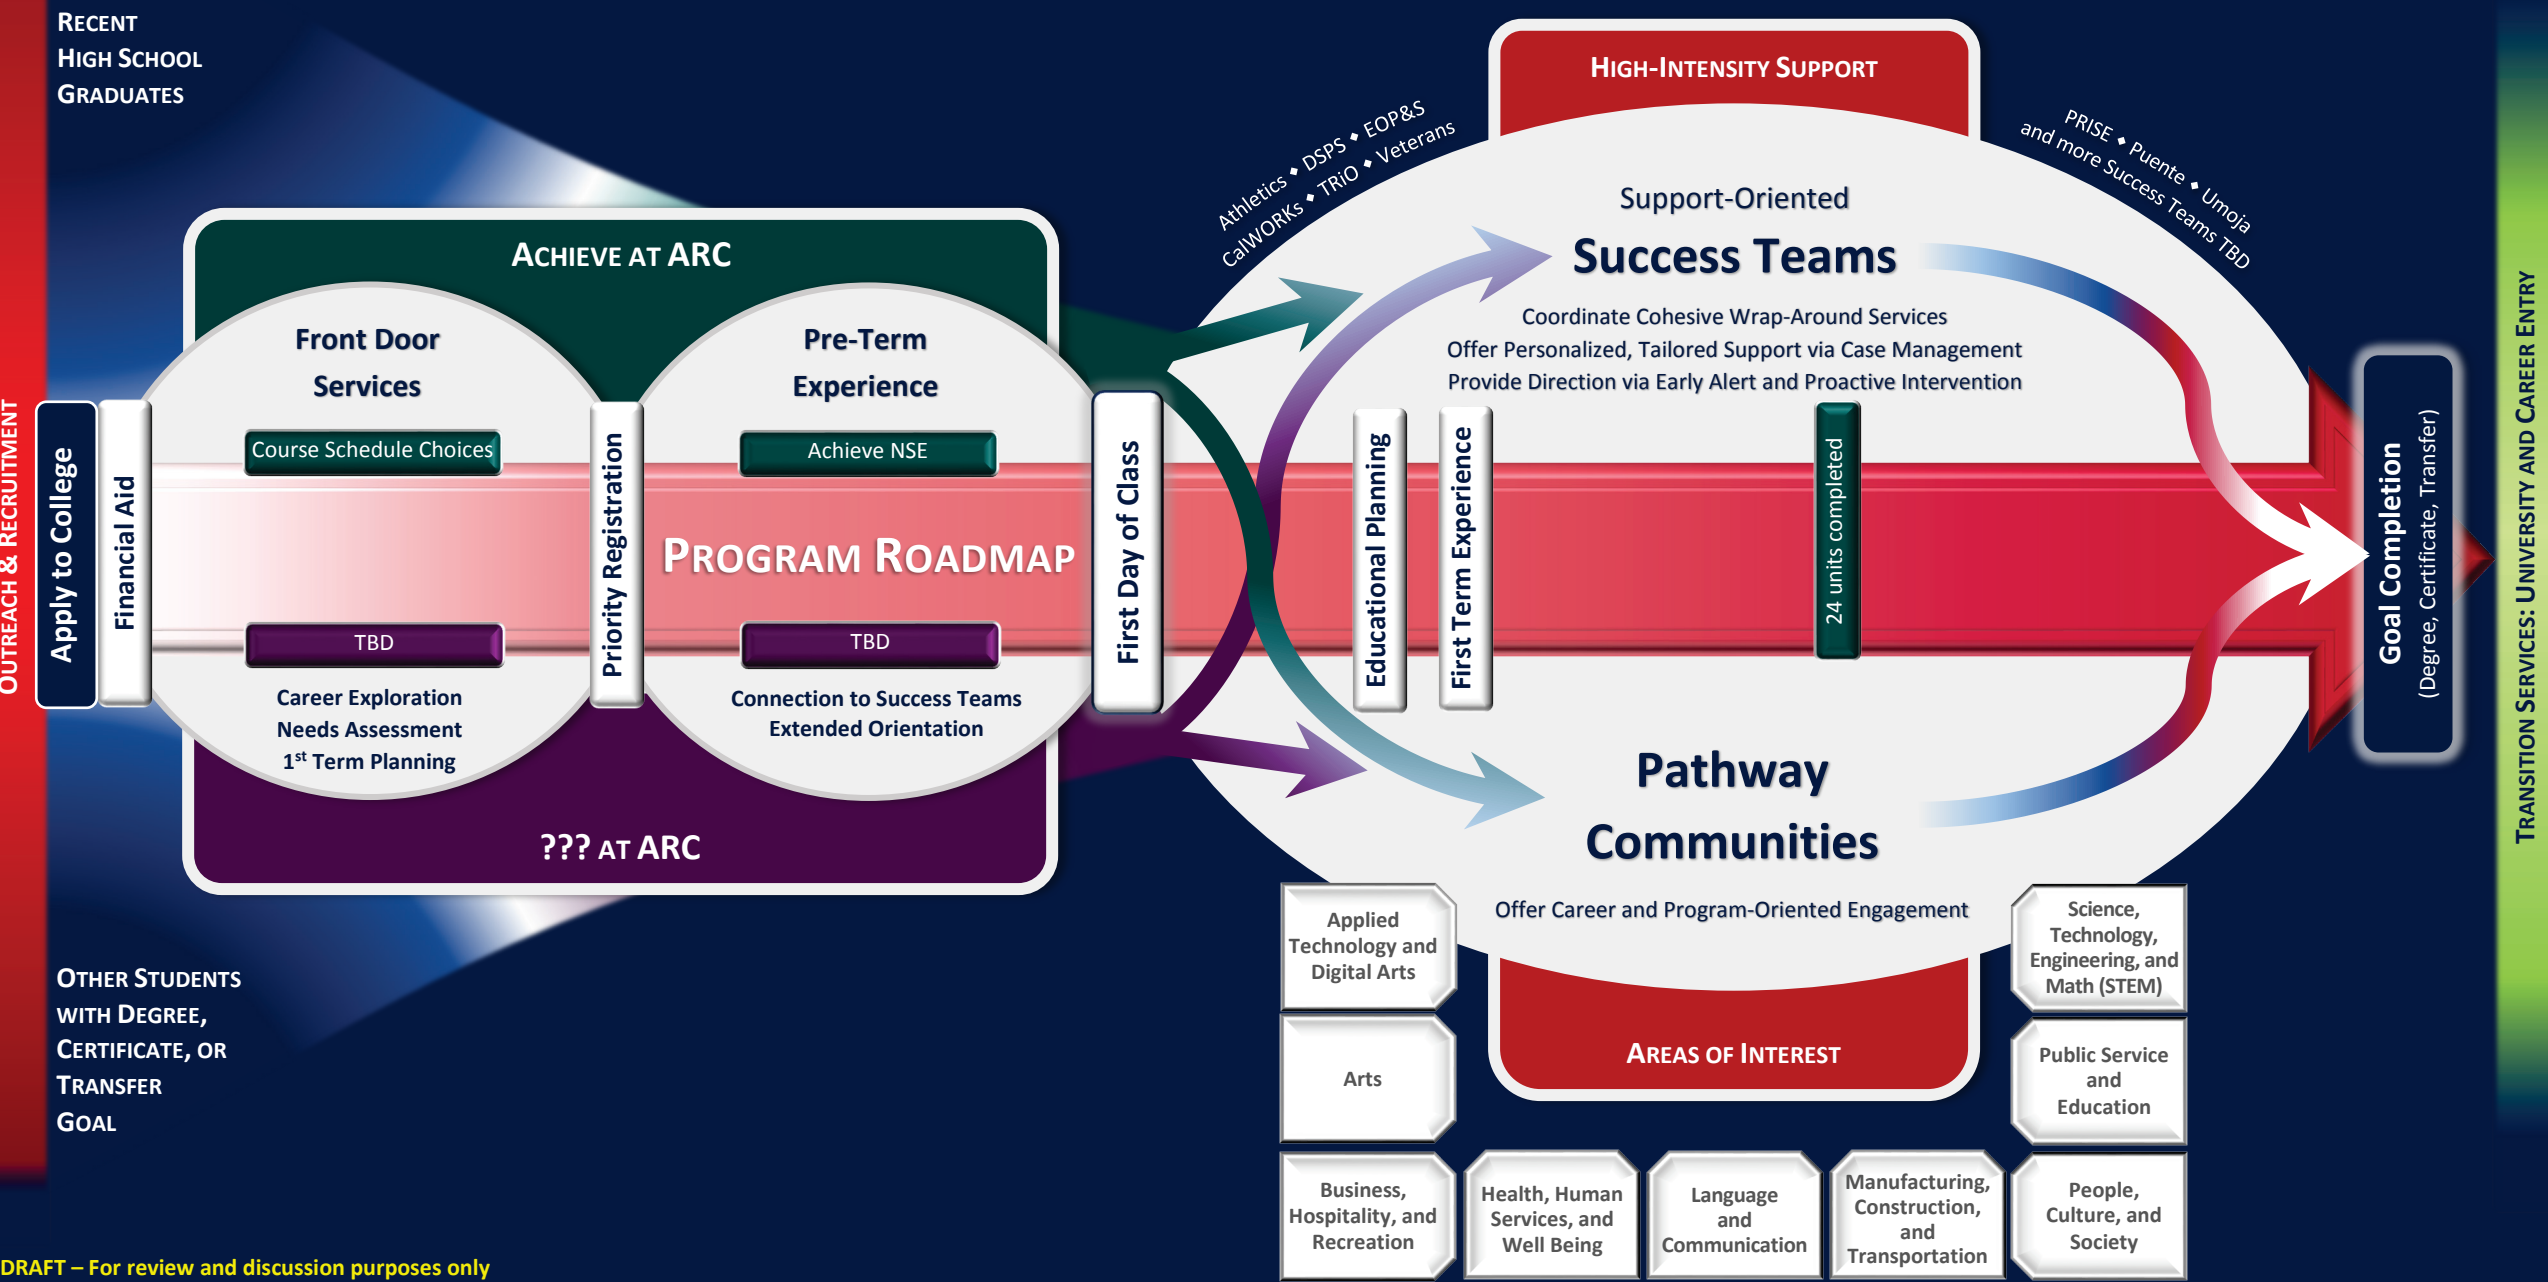 RECENT
HIGH SCHOOL
GRADUATES
OUTREACH & RECRUITMENT
Apply to College
Financial Aid
ACHIEVE AT ARC
Front Door
Services
Course Schedule Choices
TBD
Career Exploration
Needs Assessment
1st Term Planning
Priority Registration
Pre-Term
Experience
Achieve NSE
PROGRAM ROADMAP
TBD
Connection to Success Teams
Extended Orientation
??? AT ARC
First Day of Class
OTHER STUDENTS
WITH DEGREE,
CERTIFICATE, OR
TRANSFER
GOAL
HIGH-INTENSITY SUPPORT
Athletics ⬥ DSPS ⬥ EOP&S
CalWORKs ⬥ TRiO ⬥ Veterans
PRISE ⬥ Puente ⬥ Umoja
and more Success Teams TBD
Support-Oriented
Success Teams
Coordinate Cohesive Wrap-Around Services
Offer Personalized, Tailored Support via Case Management
Provide Direction via Early Alert and Proactive Intervention
Educational Planning
First Term Experience
24 units completed
Pathway
Communities
Offer Career and Program-Oriented Engagement
AREAS OF INTEREST
Applied
Technology and
Digital Arts
Arts
Business,
Hospitality, and
Recreation
Health, Human
Services, and
Well Being
Language
and
Communication
Manufacturing,
Construction,
and
Transportation
People,
Culture, and
Society
Public Service
and
Education
Science,
Technology,
Engineering, and
Math (STEM)
Goal Completion
(Degree, Certificate, Transfer)
TRANSITION SERVICES: UNIVERSITY AND CAREER ENTRY
DRAFT – For review and discussion purposes only